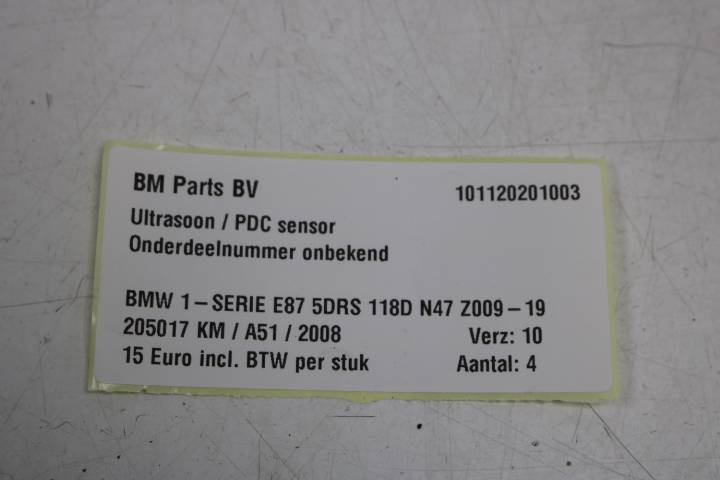 BM Parts BV 101120201003
Ultrasoon / PDC sensor
Onderdeelnummer onbekend
BMW 1-SERIE E87 5DRS 118D N47 Z009-19
205017 KM / A51 / 2008 Verz: 10
15 Euro incl. BTW per stuk Aantal: 4